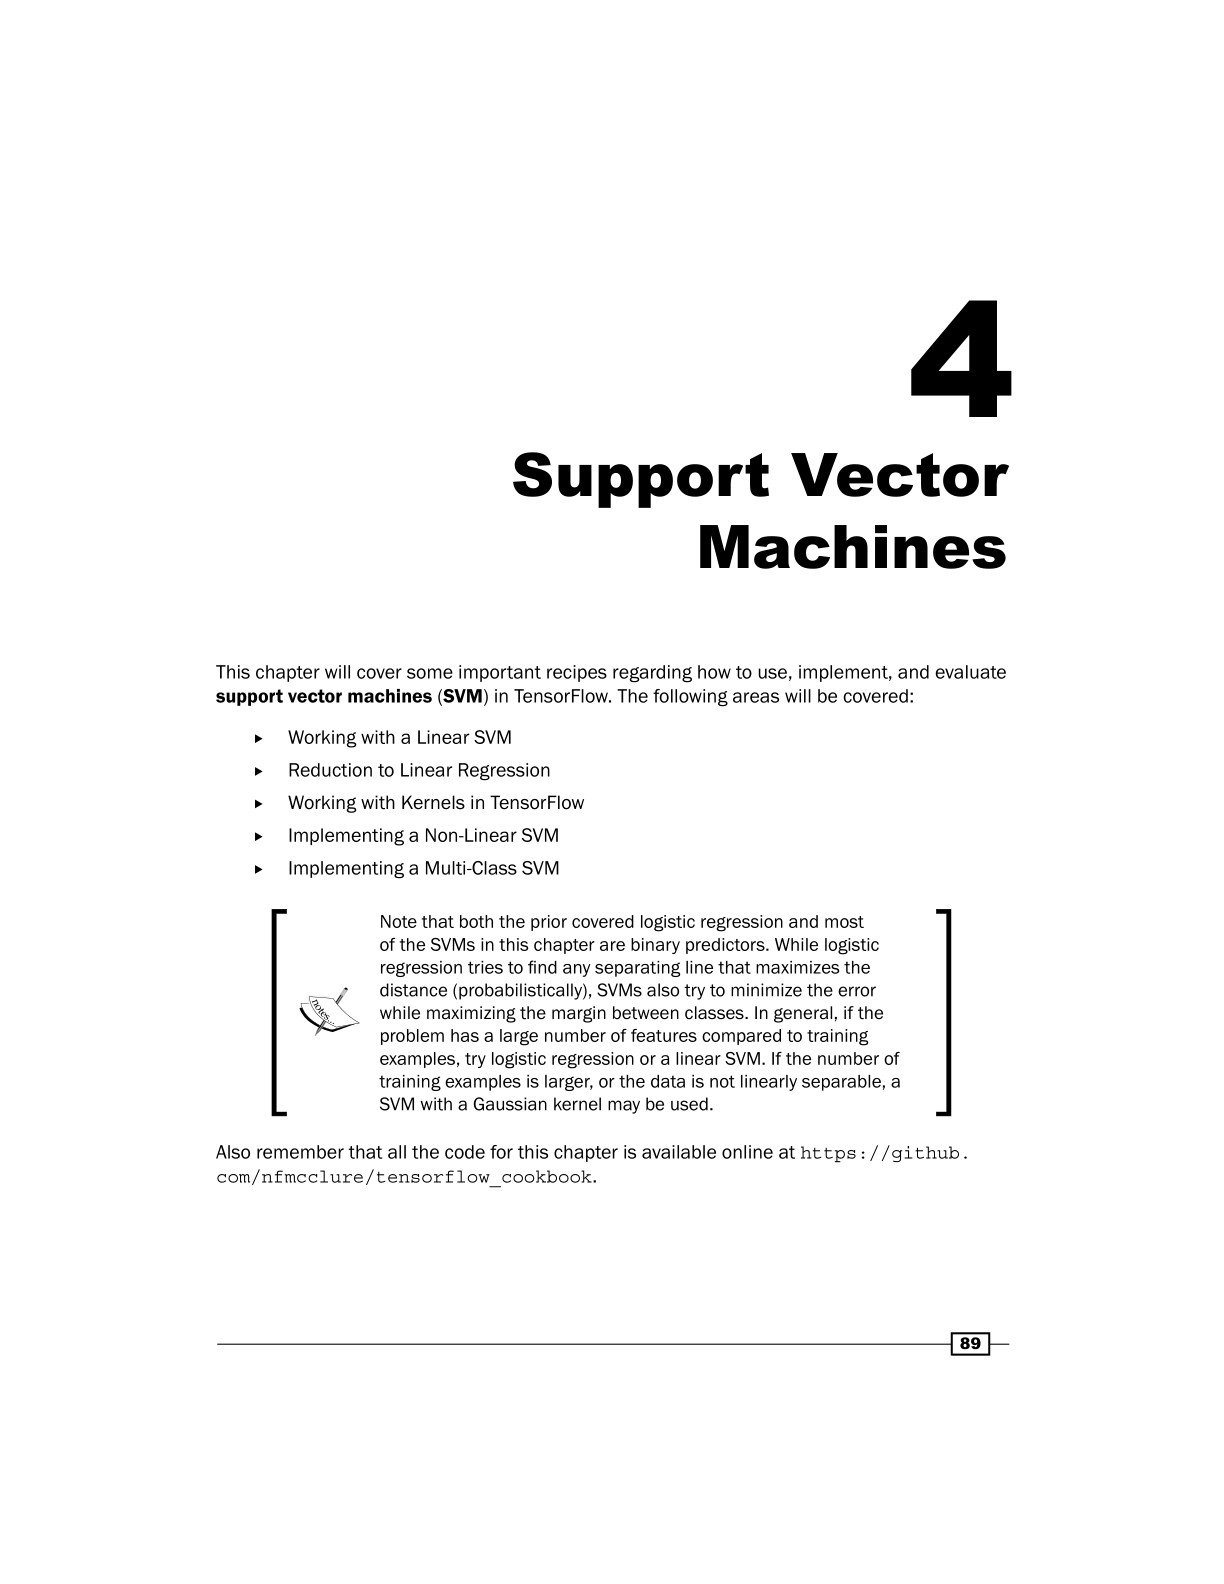 4
Support Vector
Machines
This chapter will cover some important recipes regarding how to use, implement, and evaluate
support vector machines (SVM) in TensorFlow. The following areas will be covered:
Working with a Linear SVM
Reduction to Linear Regression
Working with Kernels in TensorFlow
Implementing a Non-Linear SVM
Implementing a Multi-Class SVM
notes...
Note that both the prior covered logistic regression and most
of the SVMs in this chapter are binary predictors. While logistic
regression tries to find any separating line that maximizes the
distance (probabilistically), SVMs also try to minimize the error
while maximizing the margin between classes. In general, if the
problem has a large number of features compared to training
examples, try logistic regression or a linear SVM. If the number of
training examples is larger, or the data is not linearly separable, a
SVM with a Gaussian kernel may be used.
Also remember that all the code for this chapter is available online at https://github.
com/nfmcclure/tensorflow_cookbook.
89